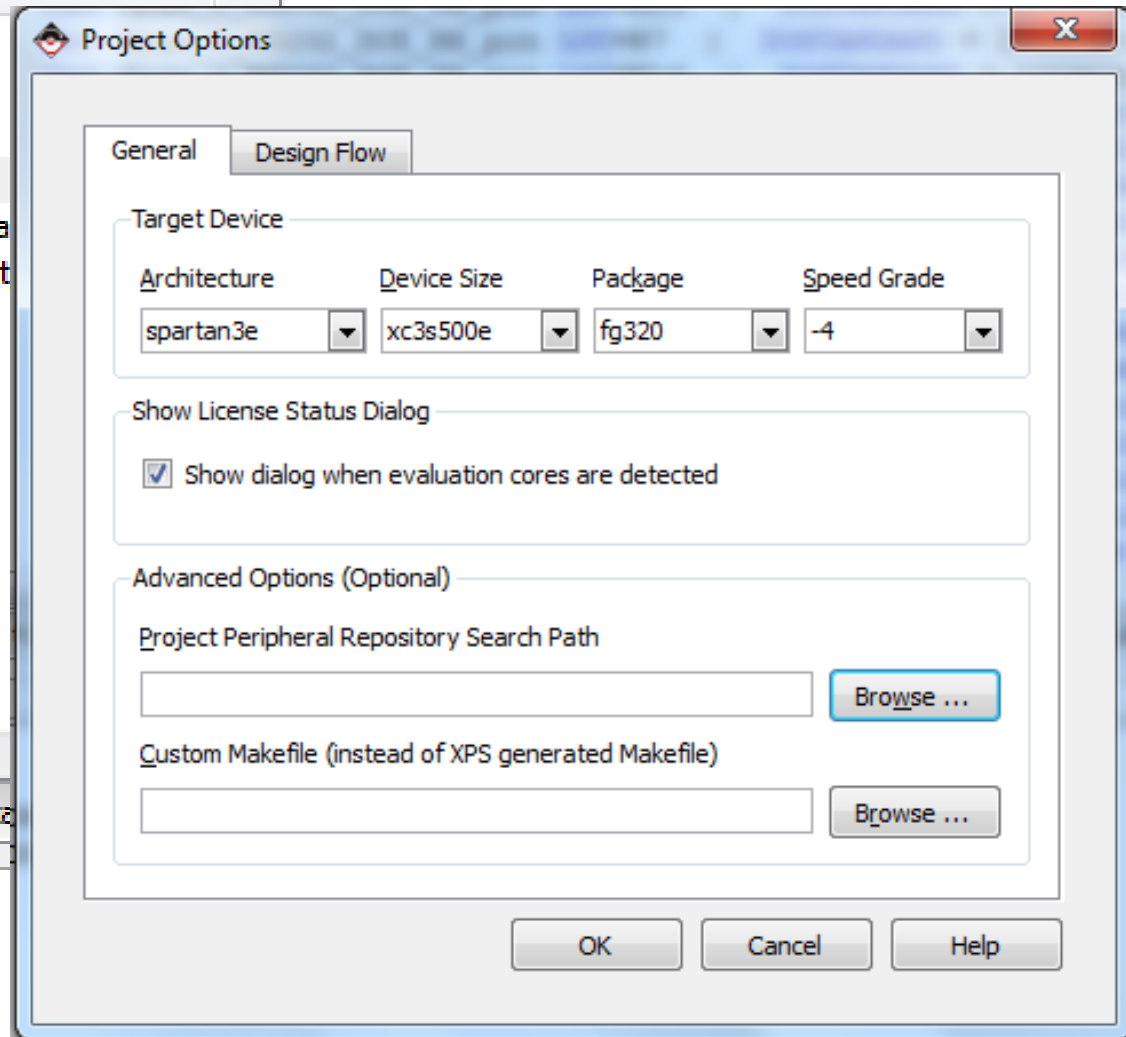 Project Options
General
Design Flow
Target Device
Architecture Device Size Package Speed Grade
spartan3e xc3s500e fg320 -4
Show License Status Dialog
Show dialog when evaluation cores are detected
Advanced Options (Optional)
Project Peripheral Repository Search Path
Browse ...
Custom Makefile (instead of XPS generated Makefile)
Browse ...
OK Cancel Help